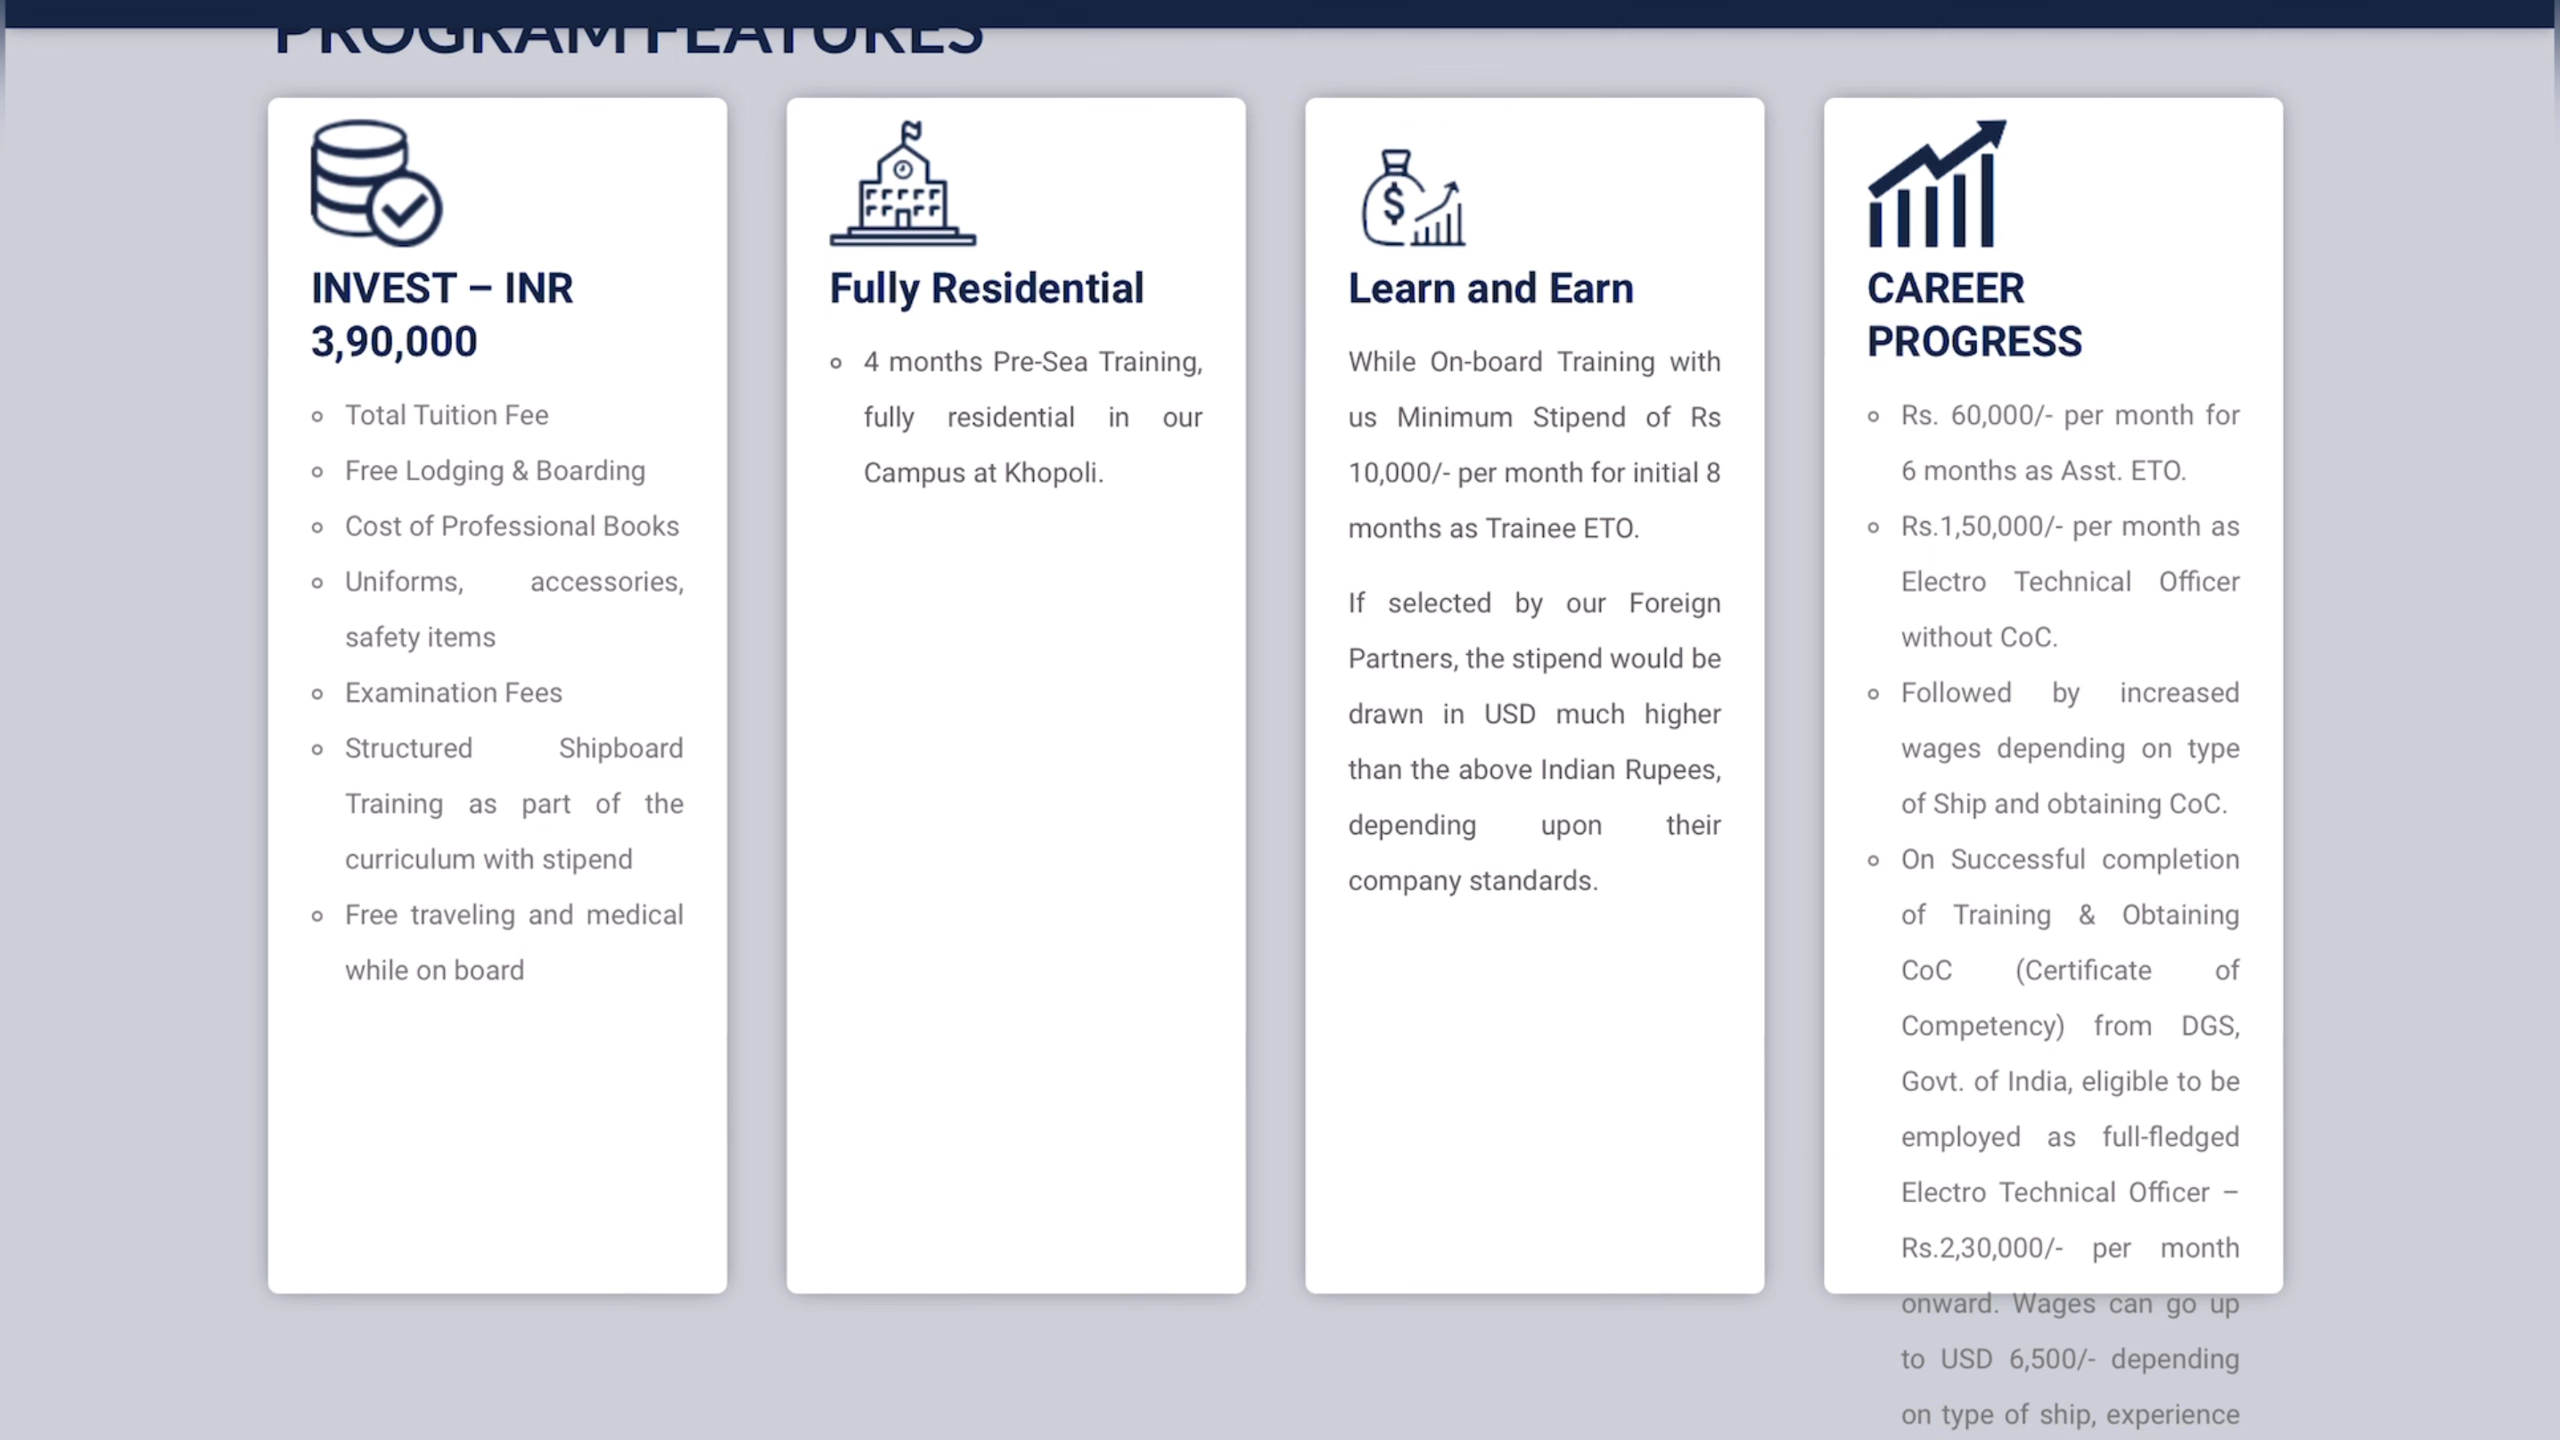 PROGRAM FEATURES
INVEST – INR
3,90,000
Total Tuition Fee
Free Lodging & Boarding
Cost of Professional Books
Uniforms, accessories,
safety items
Examination Fees
Structured Shipboard
Training as part of the
curriculum with stipend
Free traveling and medical
while on board
Fully Residential
4 months Pre-Sea Training,
fully residential in our
Campus at Khopoli.
Learn and Earn
While On-board Training with
us Minimum Stipend of Rs
10,000/- per month for initial 8
months as Trainee ETO.
If selected by our Foreign
Partners, the stipend would be
drawn in USD much higher
than the above Indian Rupees,
depending upon their
company standards.
CAREER
PROGRESS
Rs. 60,000/- per month for
6 months as Asst. ETO.
Rs.1,50,000/- per month as
Electro Technical Officer
without CoC.
Followed by increased
wages depending on type
of Ship and obtaining CoC.
On Successful completion
of Training & Obtaining
CoC (Certificate of
Competency) from DGS,
Govt. of India, eligible to be
employed as full-fledged
Electro Technical Officer –
Rs.2,30,000/- per month
onward. Wages can go up
to USD 6,500/- depending
on type of ship, experience